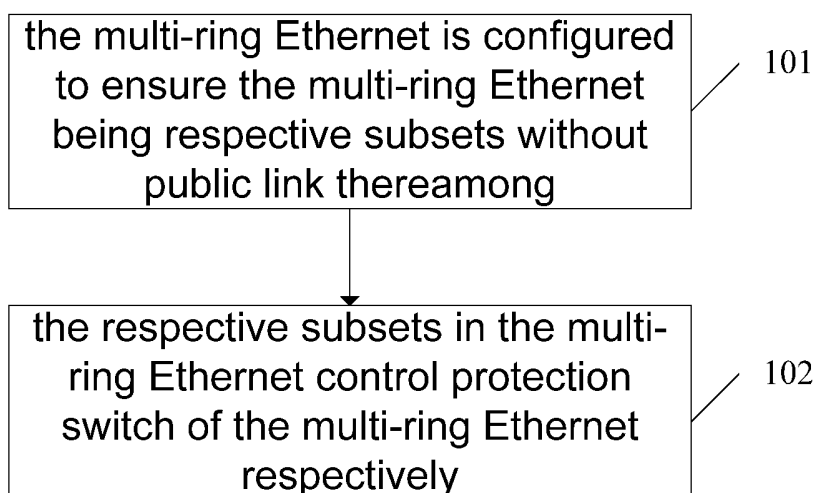 the multi-ring Ethernet is configured
to ensure the multi-ring Ethernet
being respective subsets without
public link thereamong
101
the respective subsets in the multi-
ring Ethernet control protection
switch of the multi-ring Ethernet
respectively
102